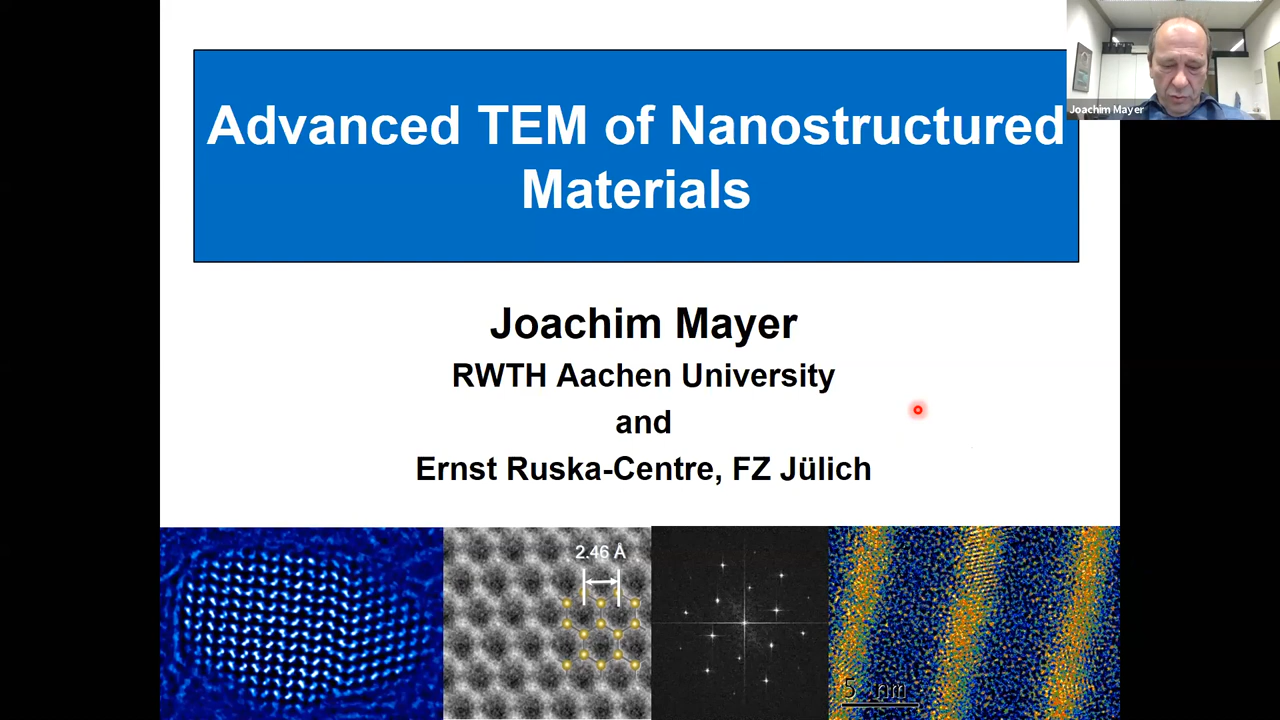 Advanced TEM of Nanostructured
Materials
Joachim Mayer
Joachim Mayer
RWTH Aachen University
and
Ernst Ruska-Centre, FZ Jülich
2.46 Å
5 nm